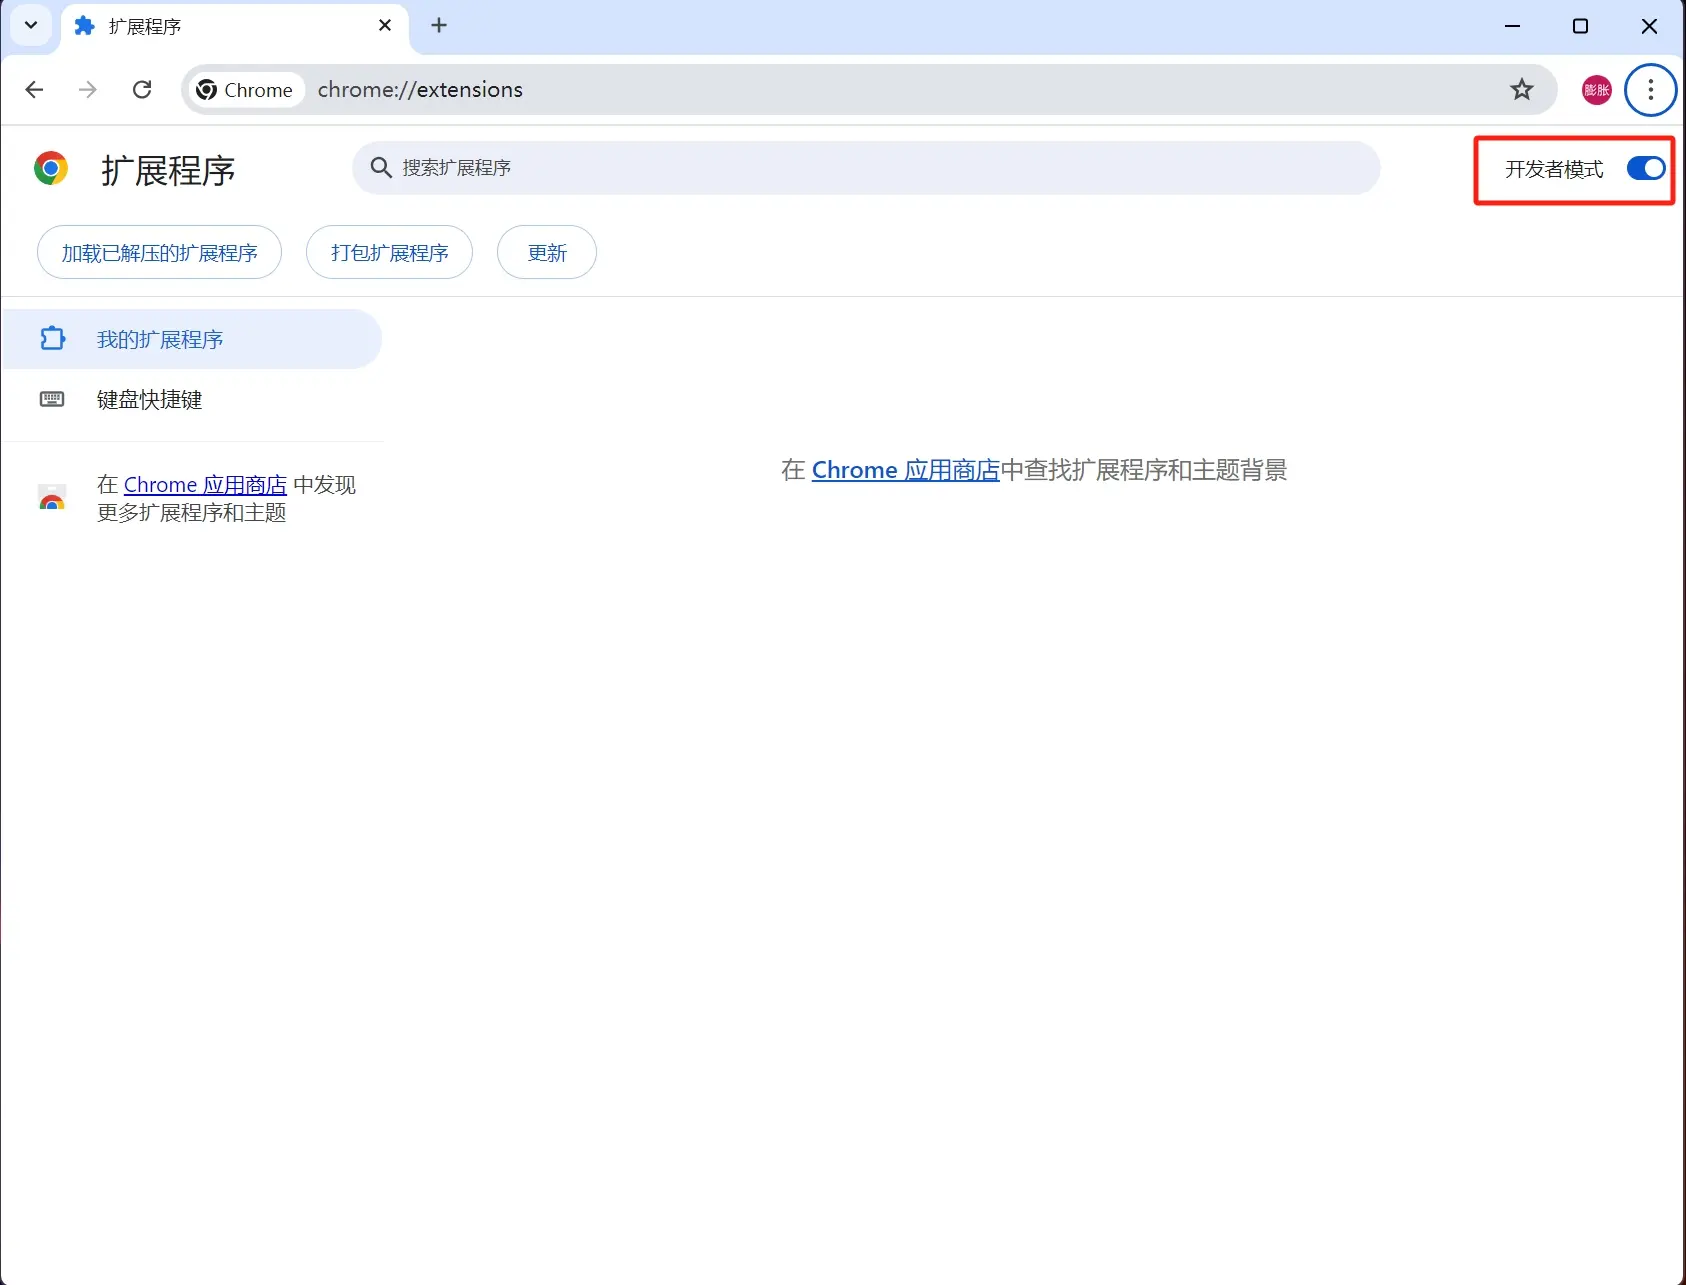 扩展程序
Chrome
chrome://extensions
膨胀
扩展程序
搜索扩展程序
开发者模式
加载已解压的扩展程序
打包扩展程序
更新
我的扩展程序
键盘快捷键
在 Chrome 应用商店 中发现
更多扩展程序和主题
在 Chrome 应用商店中查找扩展程序和主题背景